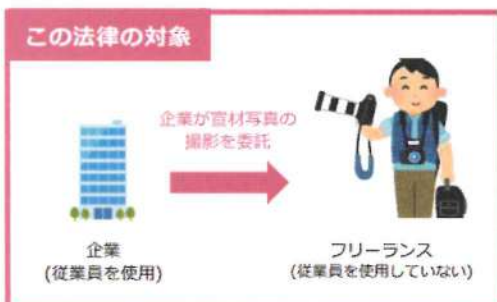 この法律の対象
企業が宣材写真の
撮影を委託
企業
(従業員を使用)
フリーランス
(従業員を使用していない)